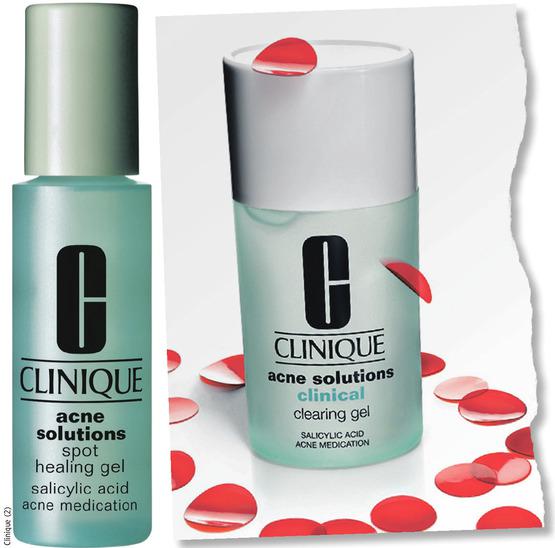 C
CLINIQUE
acne
solutions
spot
healing gel
salicylic acid
acne medication
C
CLINIQUE
acne solutions
clinical
clearing gel
SALICYLIC ACID
ACNE MEDICATION
Clinique (2)